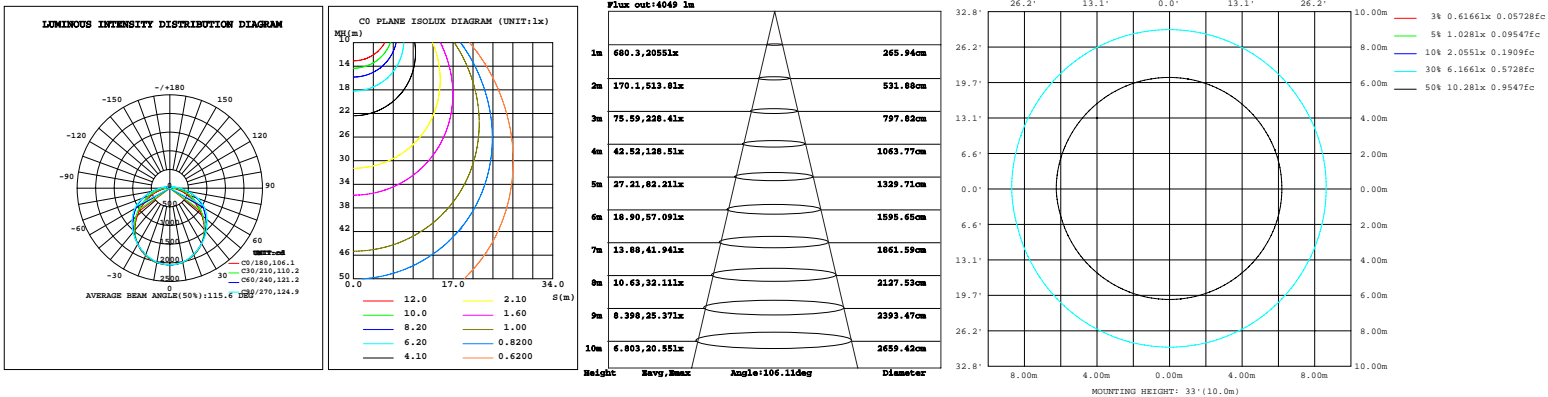 LUMINOUS INTENSITY DISTRIBUTION DIAGRAM
-/+180
-150 150
-120 120
-90 90
-60 60
-30 30
0
0
500
1000
1500
2000
2500
UNIT:cd
C0/180,106.1
C30/210,110.2
C60/240,121.2
C90/270,124.9
AVERAGE BEAM ANGLE(50%):115.6 DEG
C0 PLANE ISOLUX DIAGRAM (UNIT:lx)
MH(m)
10
14
18
22
26
30
34
38
42
46
50
0.0 17.0 34.0
S(m)
12.0 2.10
10.0 1.60
8.20 1.00
6.20 0.8200
4.10 0.6200
Flux out:4049 lm
1m 680.3,2055lx 265.94cm
2m 170.1,513.8lx 531.88cm
3m 75.59,228.4lx 797.82cm
4m 42.52,128.5lx 1063.77cm
5m 27.21,82.21lx 1329.71cm
6m 18.90,57.09lx 1595.65cm
7m 13.88,41.94lx 1861.59cm
8m 10.63,32.11lx 2127.53cm
9m 8.398,25.37lx 2393.47cm
10m 6.803,20.55lx 2659.42cm
Height Eavg,Emax Angle:106.11deg Diameter
26.2' 13.1' 0.0' 13.1' 26.2'
32.8' 10.00m
26.2' 8.00m
19.7' 6.00m
13.1' 4.00m
6.6' 2.00m
0.0' 0.00m
6.6' 2.00m
13.1' 4.00m
19.7' 6.00m
26.2' 8.00m
32.8' 10.00m
8.00m 4.00m 0.00m 4.00m 8.00m
MOUNTING HEIGHT: 33'(10.0m)
3% 0.6166lx 0.05728fc
5% 1.028lx 0.09547fc
10% 2.055lx 0.1909fc
30% 6.166lx 0.5728fc
50% 10.28lx 0.9547fc